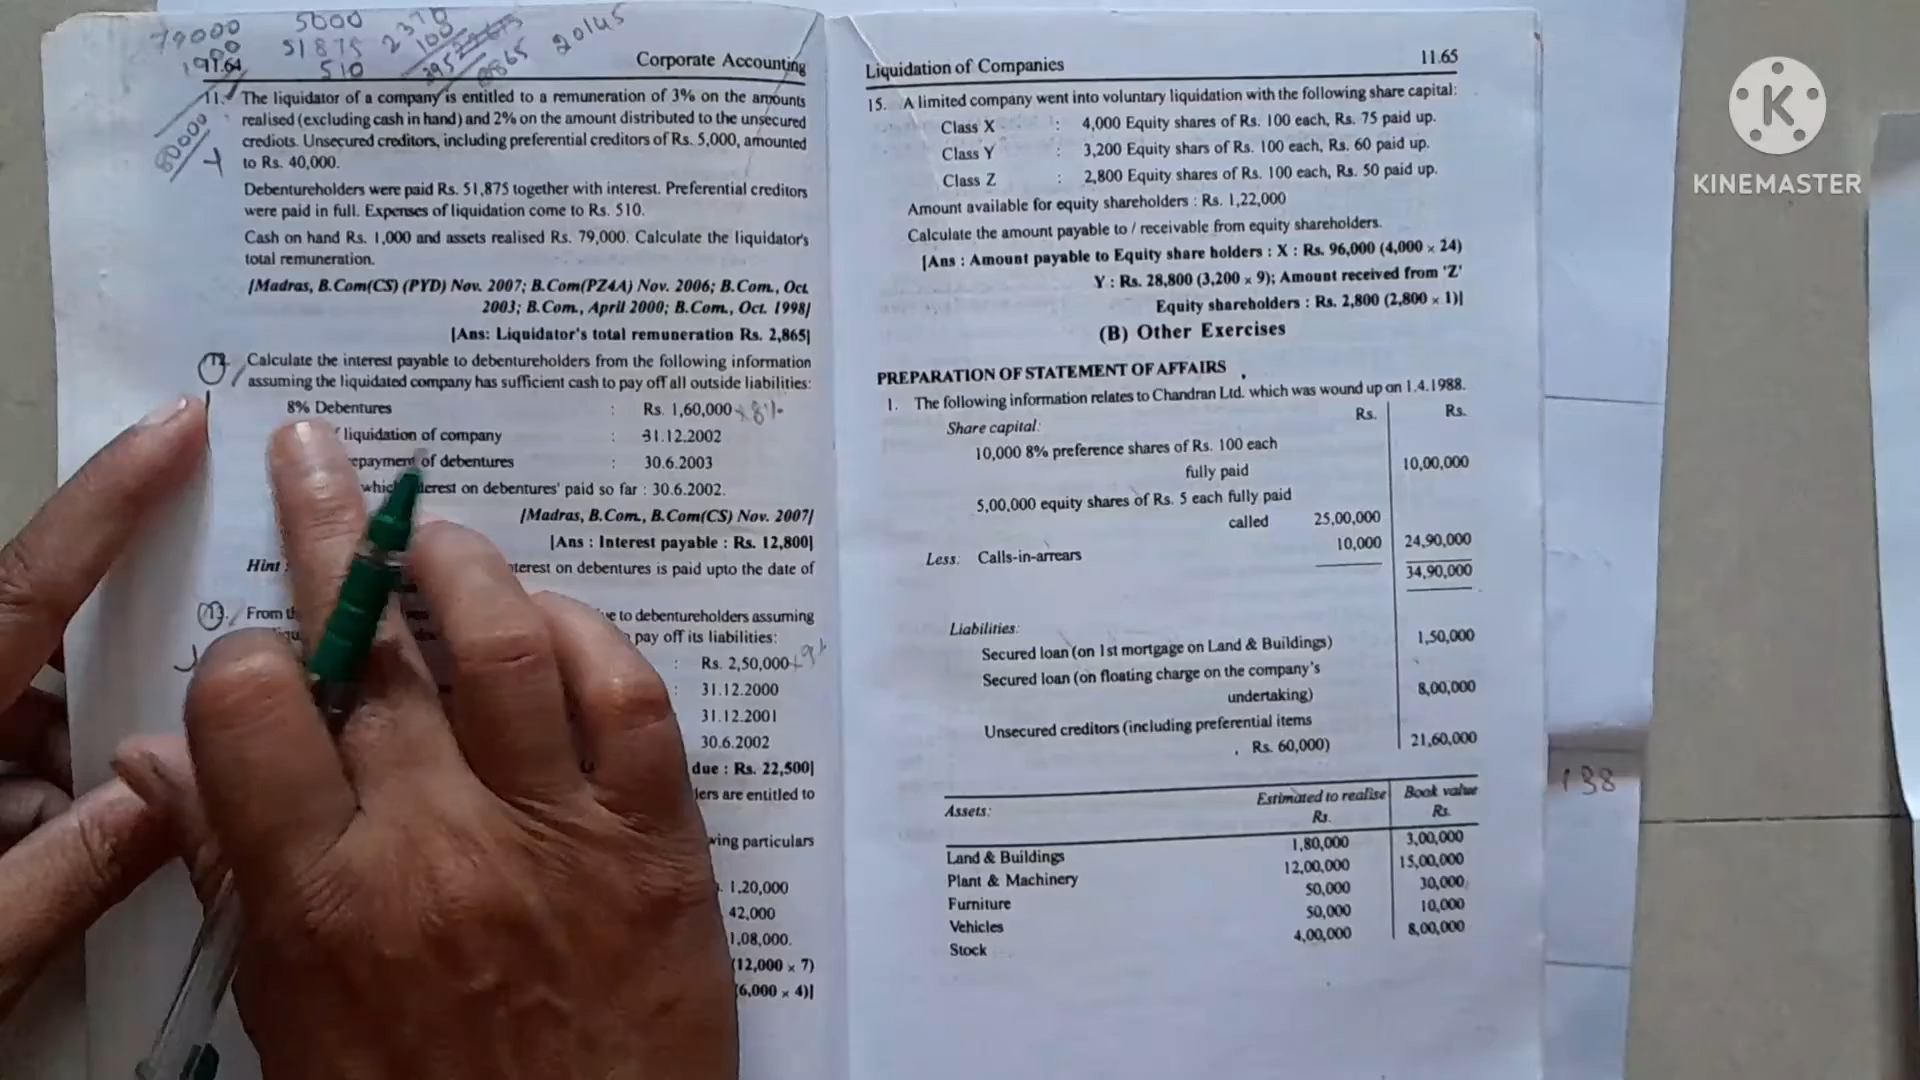 79000
1000
80000
5000
51875
510
2370
20145
11.64
Corporate Accounting
11. The liquidator of a company is entitled to a remuneration of 3% on the amounts
realised (excluding cash in hand) and 2% on the amount distributed to the unsecured
crediots. Unsecured creditors, including preferential creditors of Rs. 5,000, amounted
to Rs. 40,000.
Debentureholders were paid Rs. 51,875 together with interest. Preferential creditors
were paid in full. Expenses of liquidation come to Rs. 510.
Cash on hand Rs. 1,000 and assets realised Rs. 79,000. Calculate the liquidator's
total remuneration.
[Madras, B.Com(CS) (PYD) Nov. 2007; B.Com(PZ4A) Nov. 2006; B.Com., Oct.
2003; B.Com., April 2000; B.Com., Oct. 1998]
[Ans: Liquidator's total remuneration Rs. 2,865]
12. Calculate the interest payable to debentureholders from the following information
assuming the liquidated company has sufficient cash to pay off all outside liabilities:
8% Debentures : Rs. 1,60,000 × 8%
liquidation of company : 31.12.2002
epayment of debentures : 30.6.2003
on debentures' paid so far : 30.6.2002.
[Madras, B.Com., B.Com(CS) Nov. 2007]
[Ans : Interest payable : Rs. 12,800]
Hint : on debentures is paid upto the date of
13. From to debentureholders assuming
pay off its liabilities:
: Rs. 2,50,000 × 9%
: 31.12.2000
: 31.12.2001
30.6.2002
due : Rs. 22,500]
are entitled to
particulars
1,20,000
42,000
1,08,000.
(12,000 × 7)
(6,000 × 4)]
Liquidation of Companies
11.65
15. A limited company went into voluntary liquidation with the following share capital:
Class X : 4,000 Equity shares of Rs. 100 each, Rs. 75 paid up.
Class Y : 3,200 Equity shars of Rs. 100 each, Rs. 60 paid up.
Class Z : 2,800 Equity shares of Rs. 100 each, Rs. 50 paid up.
Amount available for equity shareholders : Rs. 1,22,000
Calculate the amount payable to / receivable from equity shareholders.
[Ans : Amount payable to Equity share holders : X : Rs. 96,000 (4,000 × 24)
Y : Rs. 28,800 (3,200 × 9); Amount received from 'Z'
Equity shareholders : Rs. 2,800 (2,800 × 1)]
(B) Other Exercises
PREPARATION OF STATEMENT OF AFFAIRS
1. The following information relates to Chandran Ltd. which was wound up on 1.4.1988.
Rs. Rs.
Share capital:
10,000 8% preference shares of Rs. 100 each
fully paid 10,00,000
5,00,000 equity shares of Rs. 5 each fully paid
called 25,00,000
Less: Calls-in-arrears 10,000 24,90,000
34,90,000
Liabilities:
Secured loan (on 1st mortgage on Land & Buildings) 1,50,000
Secured loan (on floating charge on the company's
undertaking) 8,00,000
Unsecured creditors (including preferential items
Rs. 60,000) 21,60,000
Assets: Estimated to realise Book value
Rs. Rs.
Land & Buildings 1,80,000 3,00,000
Plant & Machinery 12,00,000 15,00,000
Furniture 50,000 30,000
Vehicles 50,000 10,000
Stock 4,00,000 8,00,000
138
K
KINEMASTER